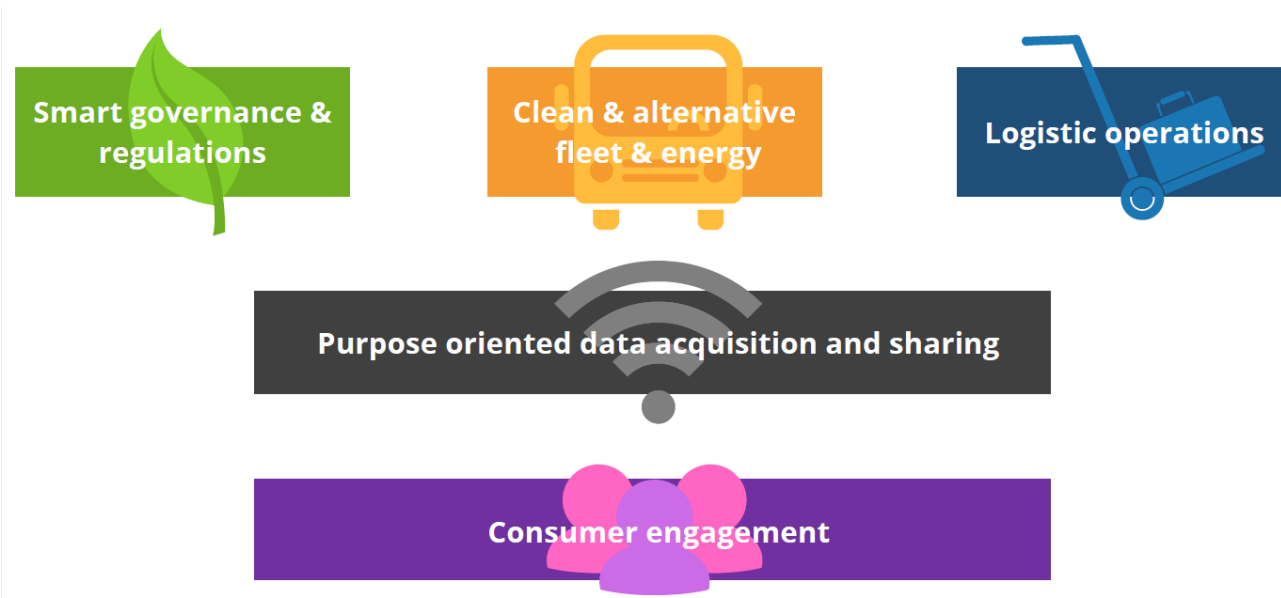 Smart governance &
regulations
Clean & alternative
fleet & energy
Logistic operations
Purpose oriented data acquisition and sharing
Consumer engagement